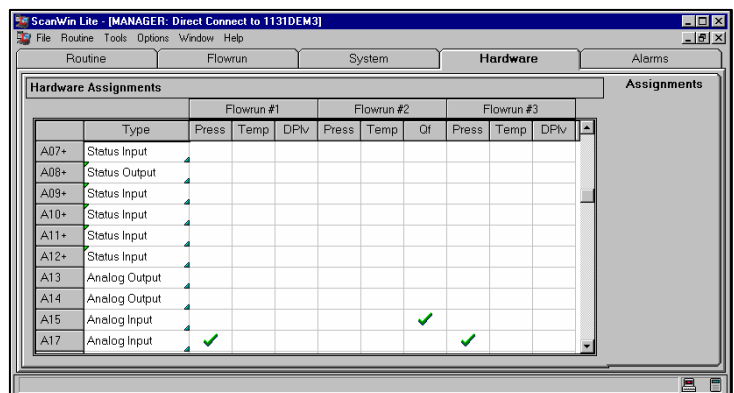 ScanWin Lite - [MANAGER: Direct Connect to 1131DEM3]
File Routine Tools Options Window Help
Routine Flowrun System Hardware Alarms
Hardware Assignments Assignments
Flowrun #1 Flowrun #2 Flowrun #3
Type Press Temp DPlv Press Temp Qf Press Temp DPlv
A07+ Status Input
A08+ Status Output
A09+ Status Input
A10+ Status Input
A11+ Status Input
A12+ Status Input
A13 Analog Output
A14 Analog Output
A15 Analog Input
A17 Analog Input